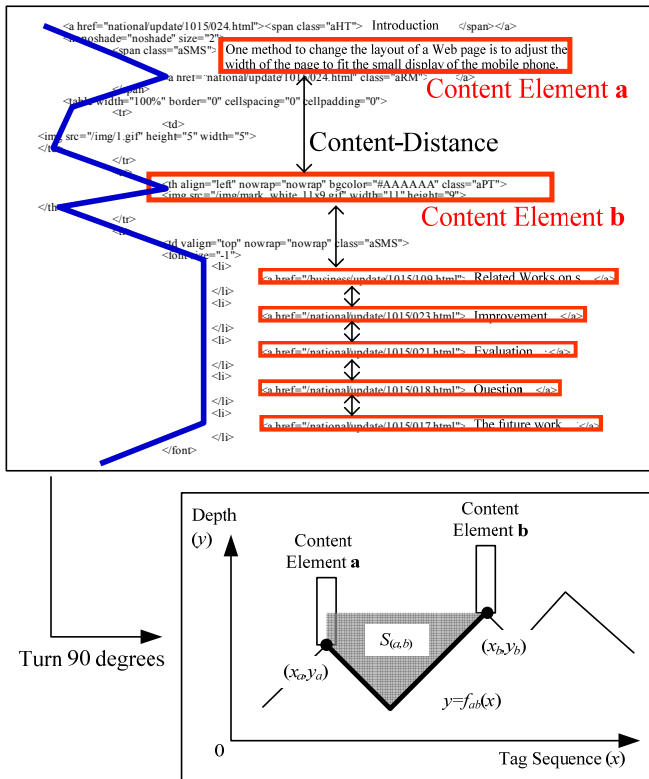 <a href="national/update/1015/024.html"><span class="aHT"> Introduction </span></a>
noshade="noshade" size="2"
<span class="aSMS"> One method to change the layout of a Web page is to adjust the
width of the page to fit the small display of the mobile phone.
a href="national/update/1015/024.html" class="aRM"> </a>
</span>
Content Element a
<table width="100%" border="0" cellspacing="0" cellpadding="0">
<tr>
<td>
<img src="/img/1.gif" height="5" width="5">
Content-Distance
</tr>
<th align="left" nowrap="nowrap" bgcolor="#AAAAAA" class="aPT">
<img src="/img/mark_white_11x9.gif" width="11" height="9">
</th
Content Element b
</tr>
<td valign="top" nowrap="nowrap" class="aSMS">
<font size="-1">
<li>
<a href="/business/update/1015/109.html"> Related Works on s </a>
</li>
<li>
<a href="/national/update/1015/023.html"> Improvement </a>
</li>
<li>
<a href="/national/update/1015/021.html"> Evaluation </a>
</li>
<li>
<a href="/national/update/1015/018.html"> Question </a>
</li>
<li>
<a href="/national/update/1015/017.html"> The future work </a>
</li>
</font>
Turn 90 degrees
Depth
(y)
Content
Element a
Content
Element b
S(a,b)
(xa,ya)
(xb,yb)
y=fab(x)
0
Tag Sequence (x)